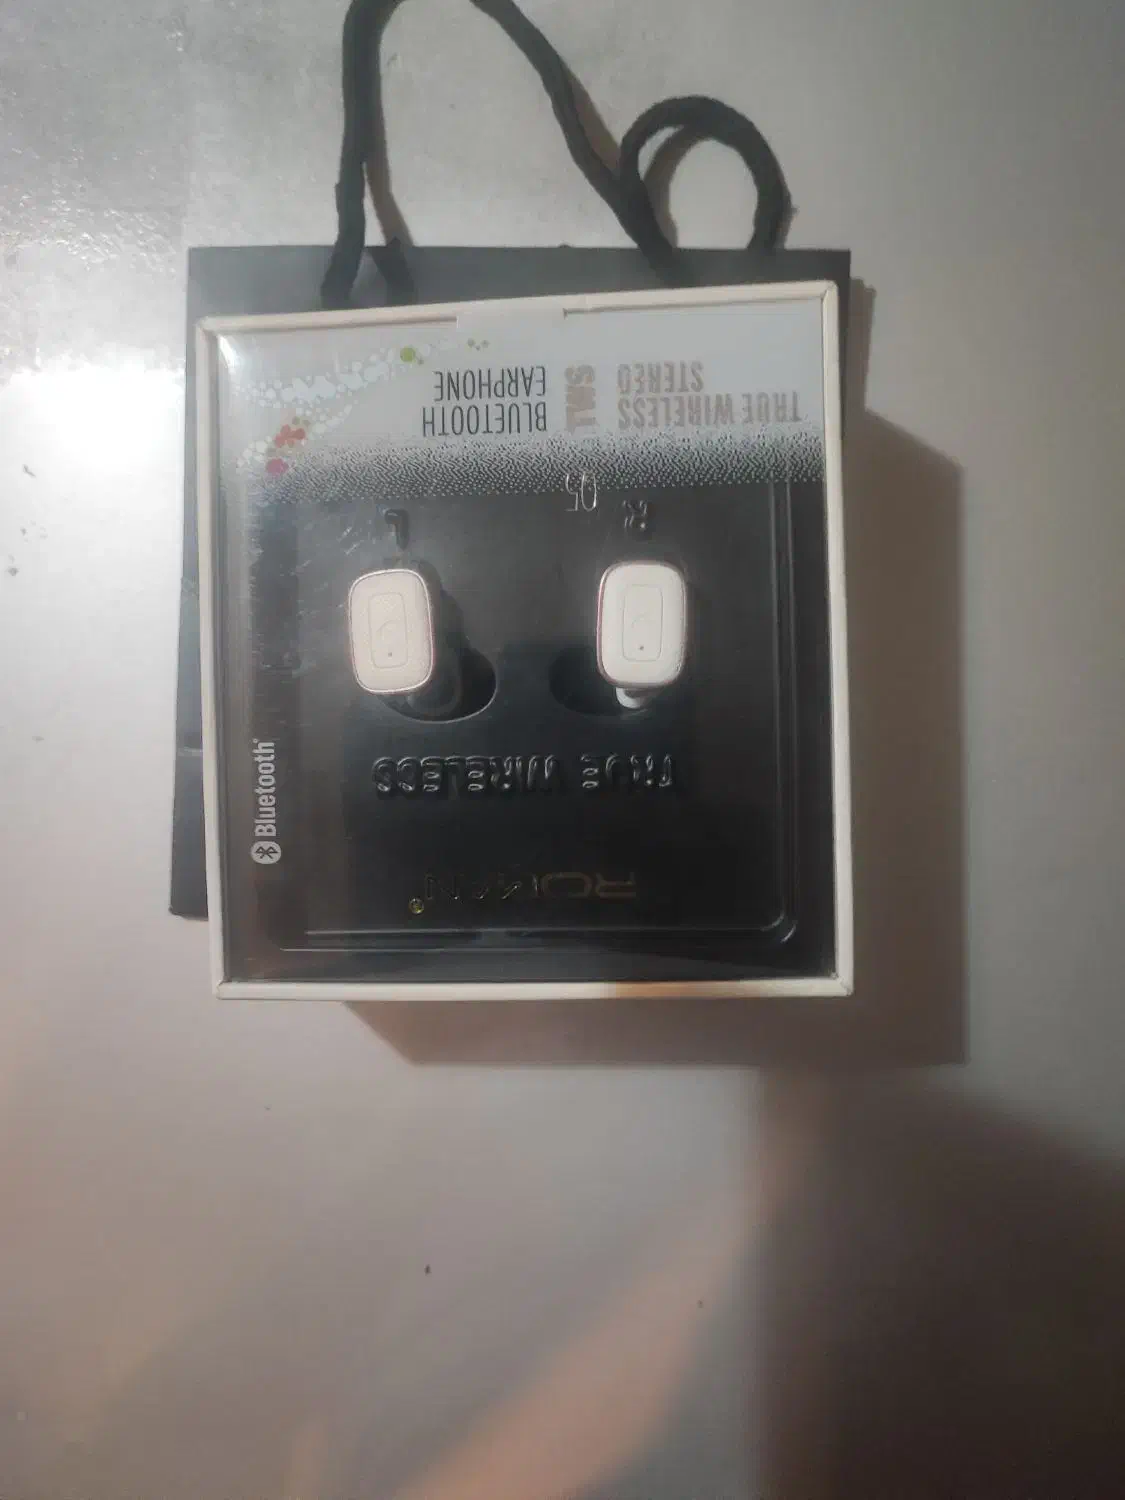 TRUE WIRELESS
STEREO
TWS
BLUETOOTH
EARPHONE
Q5
R
L
TRUE WIRELESS
ROMAN
Bluetooth